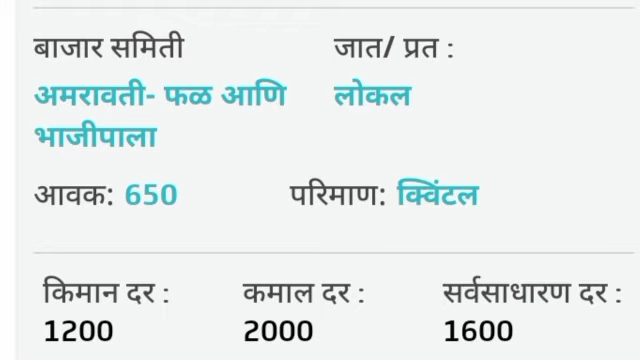 बाजार समिती
जात/ प्रत :
अमरावती- फळ आणि
भाजीपाला
लोकल
आवक: 650
परिमाण: क्विंटल
किमान दर :
1200
कमाल दर :
2000
सर्वसाधारण दर :
1600